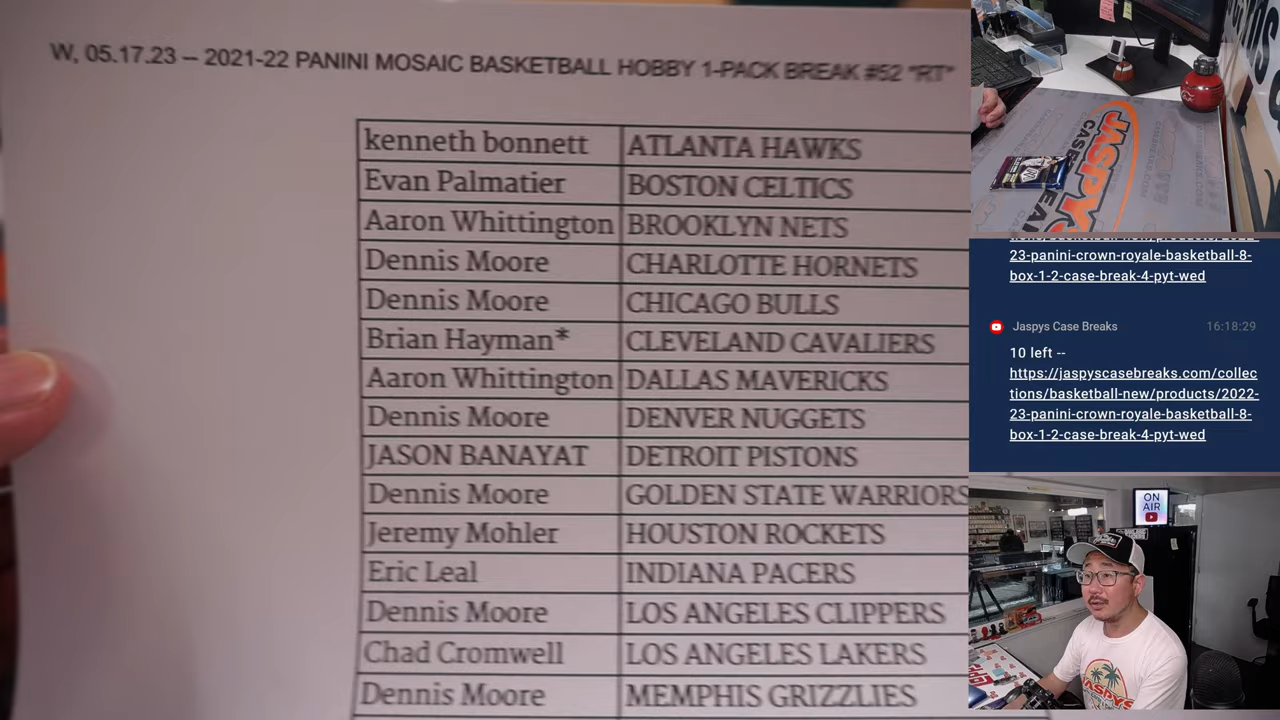 W, 05.17.23 – 2021-22 PANINI MOSAIC BASKETBALL HOBBY 1-PACK BREAK #52 "RT"
kenneth bonnett ATLANTA HAWKS
Evan Palmatier BOSTON CELTICS
Aaron Whittington BROOKLYN NETS
Dennis Moore CHARLOTTE HORNETS
Dennis Moore CHICAGO BULLS
Brian Hayman* CLEVELAND CAVALIERS
Aaron Whittington DALLAS MAVERICKS
Dennis Moore DENVER NUGGETS
JASON BANAYAT DETROIT PISTONS
Dennis Moore GOLDEN STATE WARRIORS
Jeremy Mohler HOUSTON ROCKETS
Eric Leal INDIANA PACERS
Dennis Moore LOS ANGELES CLIPPERS
Chad Cromwell LOS ANGELES LAKERS
Dennis Moore MEMPHIS GRIZZLIES
JASPYS
CASE
23-panini-crown-royale-basketball-8-
box-1-2-case-break-4-pyt-wed
Jaspys Case Breaks 16:18:29
10 left --
https://jaspyscasebreaks.com/collec
tions/basketball-new/products/2022-
23-panini-crown-royale-basketball-8-
box-1-2-case-break-4-pyt-wed
ON
AIR
JASPYS